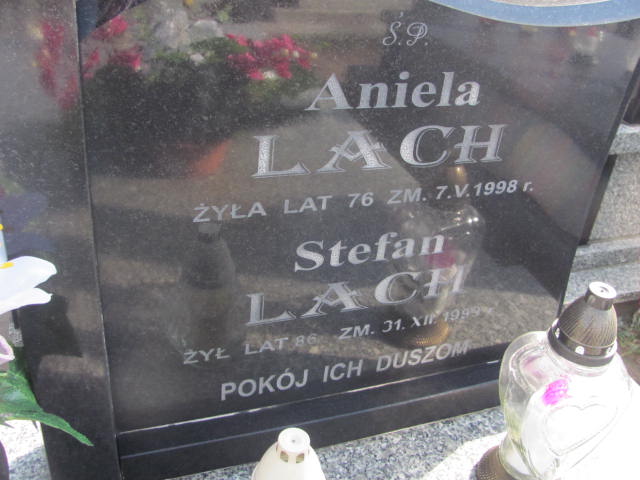 Ś.P.
Aniela
LACH
ŻYŁA LAT 76 ZM. 7.V.1998 r.
Stefan
LACH
ŻYŁ LAT 86 ZM. 31.XII.1999
POKÓJ ICH DUSZOM